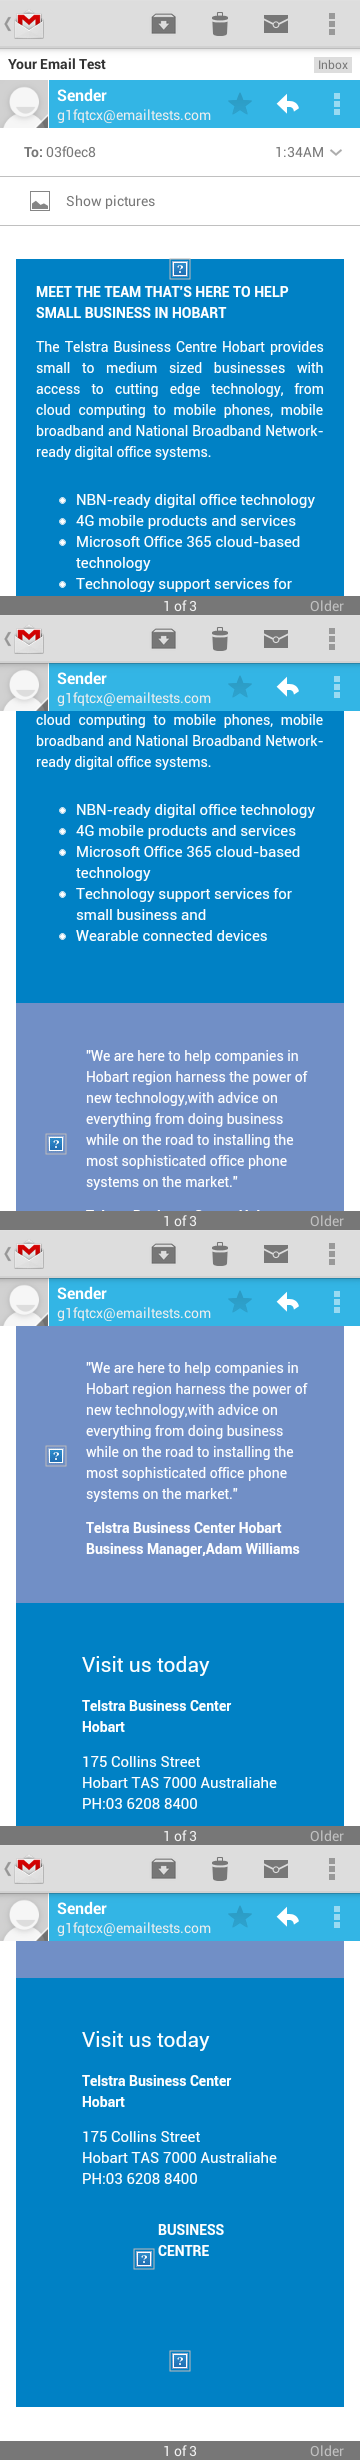 Your Email Test
Inbox
Sender
g1fqtcx@emailtests.com
To: 03f0ec8
1:34AM
Show pictures
MEET THE TEAM THAT'S HERE TO HELP
SMALL BUSINESS IN HOBART
The Telstra Business Centre Hobart provides
small to medium sized businesses with
access to cutting edge technology, from
cloud computing to mobile phones, mobile
broadband and National Broadband Network-
ready digital office systems.
NBN-ready digital office technology
4G mobile products and services
Microsoft Office 365 cloud-based
technology
Technology support services for
1 of 3
Older
Sender
g1fqtcx@emailtests.com
cloud computing to mobile phones, mobile
broadband and National Broadband Network-
ready digital office systems.
NBN-ready digital office technology
4G mobile products and services
Microsoft Office 365 cloud-based
technology
Technology support services for
small business and
Wearable connected devices
"We are here to help companies in
Hobart region harness the power of
new technology,with advice on
everything from doing business
while on the road to installing the
most sophisticated office phone
systems on the market."
1 of 3
Older
Sender
g1fqtcx@emailtests.com
"We are here to help companies in
Hobart region harness the power of
new technology,with advice on
everything from doing business
while on the road to installing the
most sophisticated office phone
systems on the market."
Telstra Business Center Hobart
Business Manager,Adam Williams
Visit us today
Telstra Business Center
Hobart
175 Collins Street
Hobart TAS 7000 Australiahe
PH:03 6208 8400
1 of 3
Older
Sender
g1fqtcx@emailtests.com
Visit us today
Telstra Business Center
Hobart
175 Collins Street
Hobart TAS 7000 Australiahe
PH:03 6208 8400
BUSINESS
CENTRE
1 of 3
Older